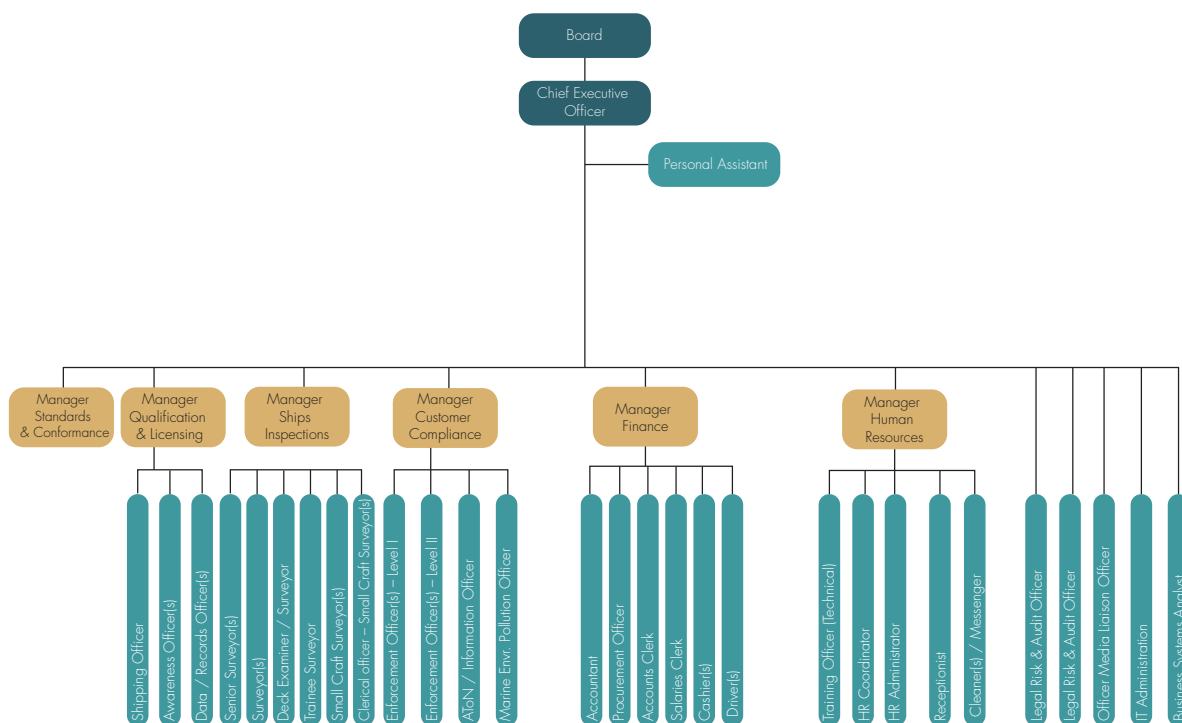 Board
Chief Executive
Officer
Personal Assistant
Manager
Standards
& Conformance
Manager
Qualification
& Licensing
Manager
Ships
Inspections
Manager
Customer
Compliance
Manager
Finance
Manager
Human
Resources
Shipping Officer
Awareness Officer(s)
Data / Records Officer(s)
Senior Surveyor(s)
Surveyor(s)
Deck Examiner / Surveyor
Trainee Surveyor
Small Craft Surveyor(s)
Clerical officer – Small Craft Surveyor(s)
Enforcement Officer(s) – Level I
Enforcement Officer(s) – Level II
AToN / Information Officer
Marine Envr. Pollution Officer
Accountant
Procurement Officer
Accounts Clerk
Salaries Clerk
Cashier(s)
Driver(s)
Training Officer (Technical)
HR Coordinator
HR Administrator
Receptionist
Cleaner(s) / Messenger
Legal Risk & Audit Officer
Legal Risk & Audit Officer
Officer Media Liaison Officer
IT Administration
Business Systems Analyst